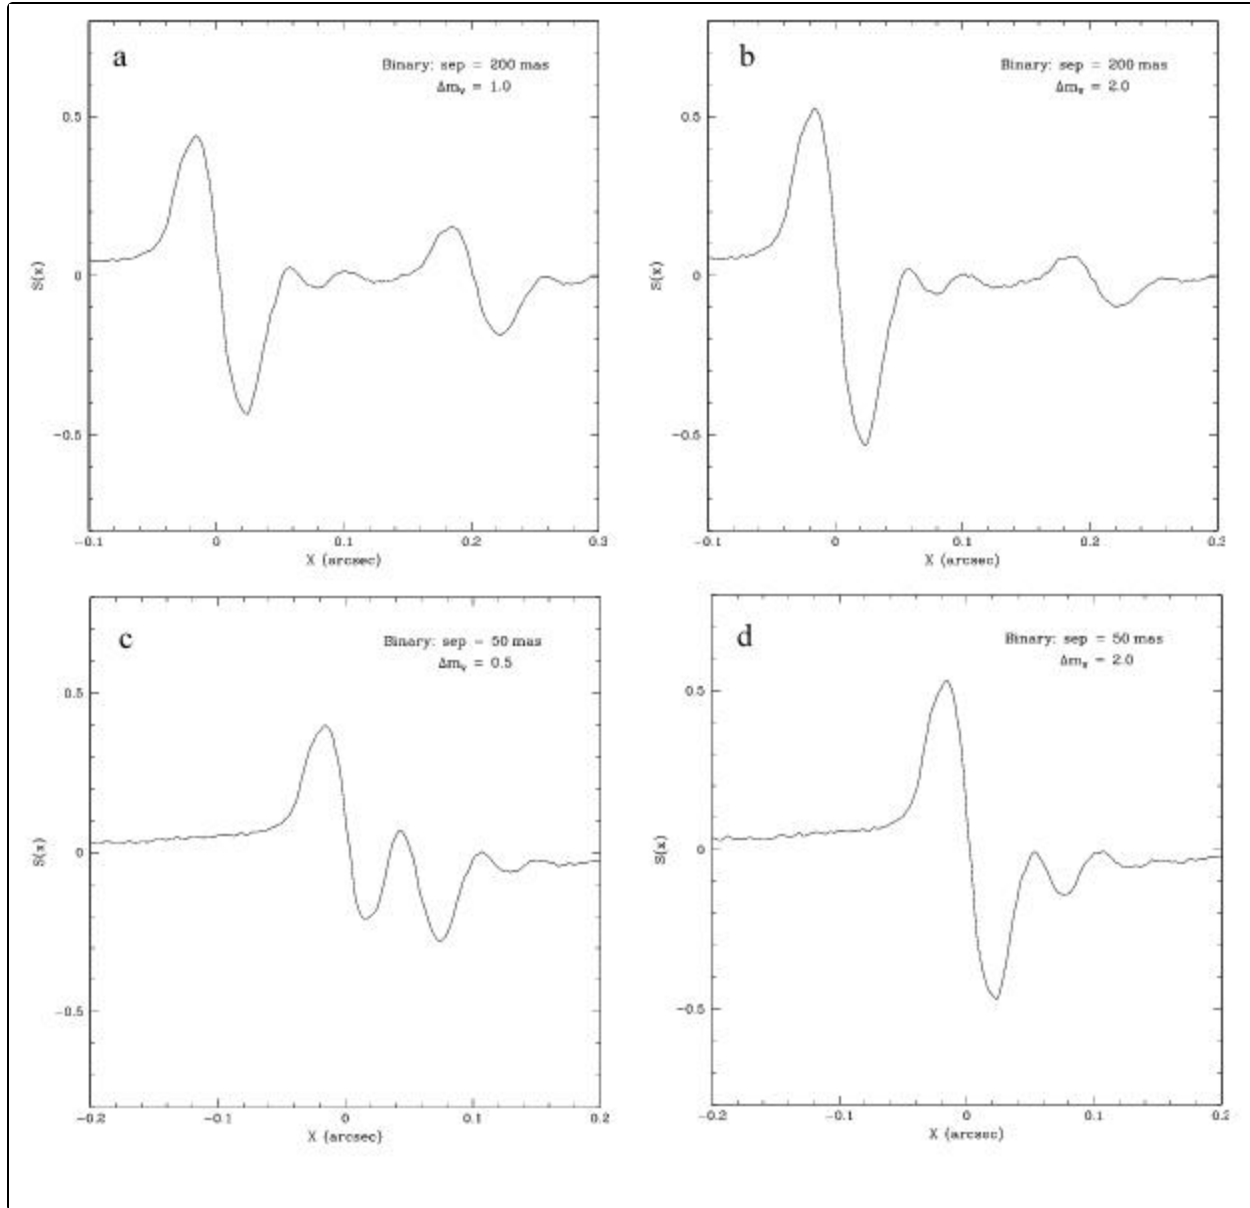 a
Binary: sep = 200 mas
Δmᵥ = 1.0
0.5
0
−0.5
S(x)
−0.1
0
0.1
0.2
0.3
X (arcsec)
b
Binary: sep = 200 mas
Δmᵥ = 2.0
0.5
0
−0.5
S(x)
−0.1
0
0.1
0.2
0.3
X (arcsec)
c
Binary: sep = 50 mas
Δmᵥ = 0.5
0.5
0
−0.5
S(x)
−0.2
−0.1
0
0.1
0.2
X (arcsec)
d
Binary: sep = 50 mas
Δmᵥ = 2.0
0.5
0
−0.5
S(x)
−0.2
−0.1
0
0.1
0.2
X (arcsec)